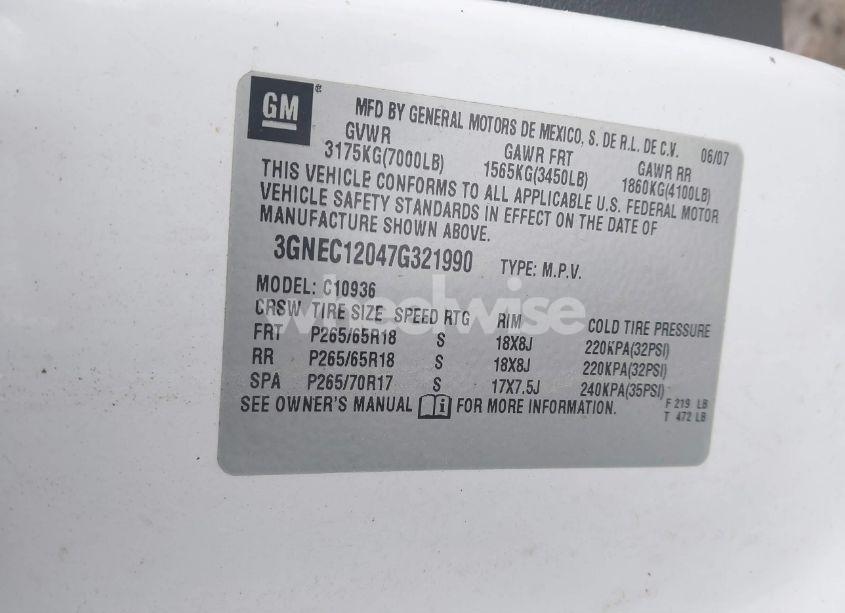 GM ®
MFD BY GENERAL MOTORS DE MEXICO, S. DE R.L. DE C.V. 06/07
GVWR GAWR FRT GAWR RR
3175KG(7000LB) 1565KG(3450LB) 1860KG(4100LB)
THIS VEHICLE CONFORMS TO ALL APPLICABLE U.S. FEDERAL MOTOR
VEHICLE SAFETY STANDARDS IN EFFECT ON THE DATE OF
MANUFACTURE SHOWN ABOVE.
3GNEC12047G321990 TYPE: M.P.V.
MODEL: C10936
wheelwise
CRSW TIRE SIZE SPEED RTG RIM COLD TIRE PRESSURE
FRT P265/65R18 S 18X8J 220KPA(32PSI)
RR P265/65R18 S 18X8J 220KPA(32PSI)
SPA P265/70R17 S 17X7.5J 240KPA(35PSI)
SEE OWNER'S MANUAL FOR MORE INFORMATION.
F 219 LB
T 472 LB